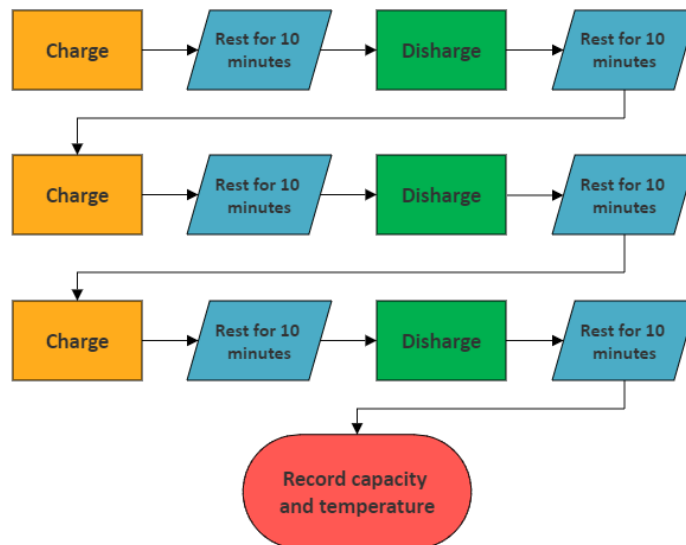 Charge
Rest for 10
minutes
Disharge
Rest for 10
minutes
Charge
Rest for 10
minutes
Disharge
Rest for 10
minutes
Charge
Rest for 10
minutes
Disharge
Rest for 10
minutes
Record capacity
and temperature